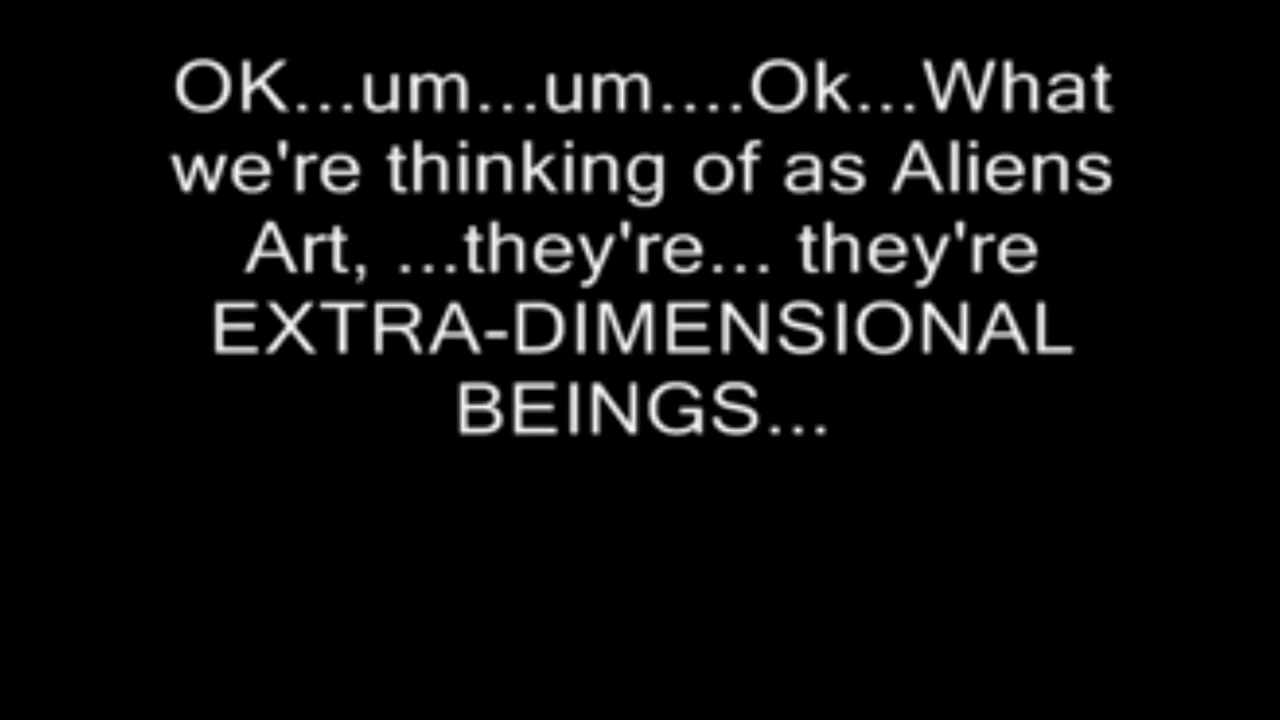 OK...um...um....Ok...What
we're thinking of as Aliens
Art, ...they're... they're
EXTRA-DIMENSIONAL
BEINGS...